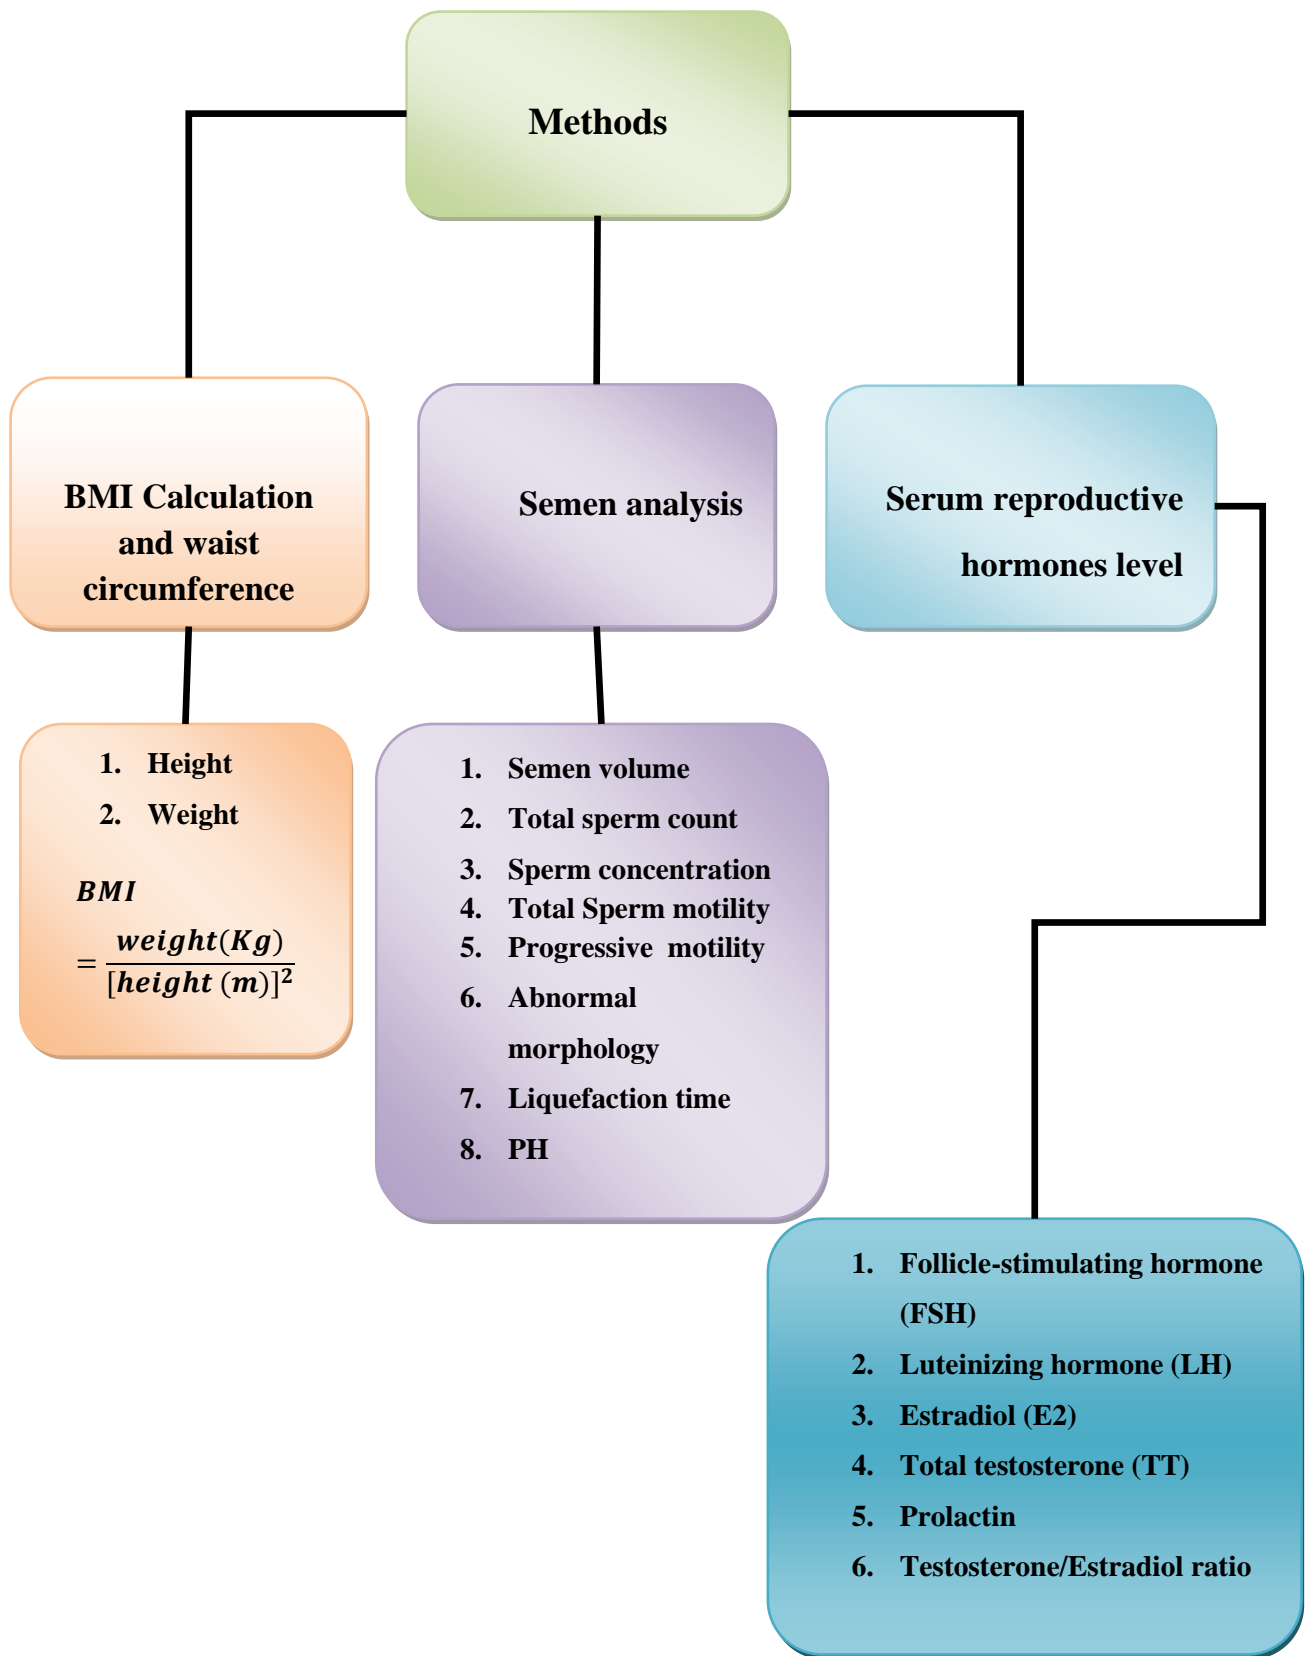 Methods
BMI Calculation
and waist
circumference
Semen analysis
Serum reproductive
hormones level
1. Height
2. Weight
BMI
= weight(Kg) / [height (m)]²
1. Semen volume
2. Total sperm count
3. Sperm concentration
4. Total Sperm motility
5. Progressive motility
6. Abnormal
morphology
7. Liquefaction time
8. PH
1. Follicle-stimulating hormone
(FSH)
2. Luteinizing hormone (LH)
3. Estradiol (E2)
4. Total testosterone (TT)
5. Prolactin
6. Testosterone/Estradiol ratio